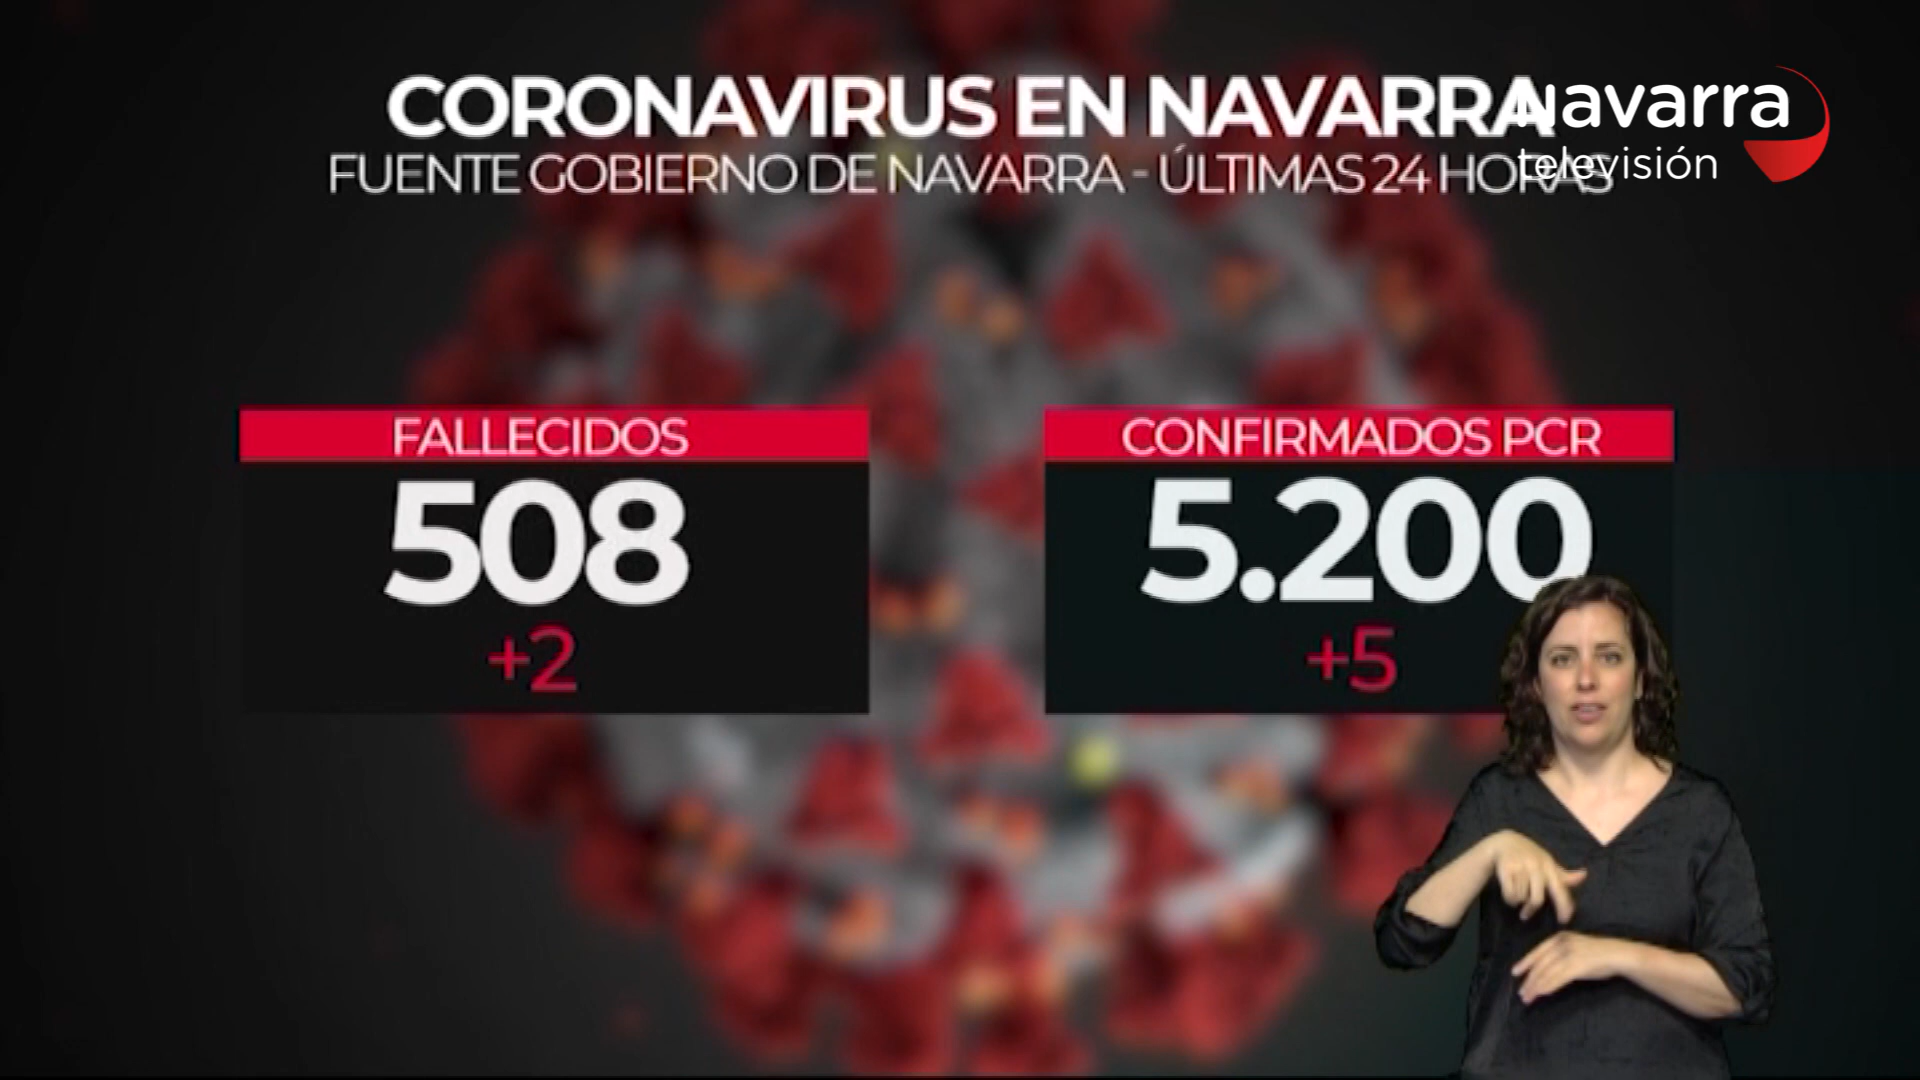 CORONAVIRUS EN NAVARRA
FUENTE GOBIERNO DE NAVARRA - ÚLTIMAS 24 HORAS
navarra
televisión
FALLECIDOS
508
+2
CONFIRMADOS PCR
5.200
+5